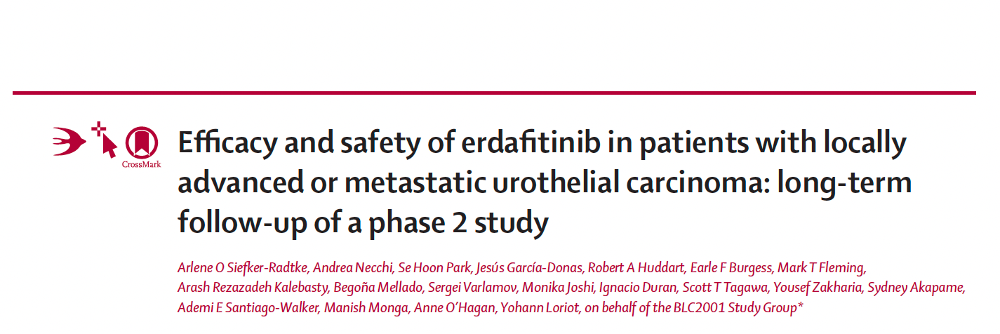 CrossMark
Efficacy and safety of erdafitinib in patients with locally
advanced or metastatic urothelial carcinoma: long-term
follow-up of a phase 2 study
Arlene O Siefker-Radtke, Andrea Necchi, Se Hoon Park, Jesús García-Donas, Robert A Huddart, Earle F Burgess, Mark T Fleming,
Arash Rezazadeh Kalebasty, Begoña Mellado, Sergei Varlamov, Monika Joshi, Ignacio Duran, Scott T Tagawa, Yousef Zakharia, Sydney Akapame,
Ademi E Santiago-Walker, Manish Monga, Anne O’Hagan, Yohann Loriot, on behalf of the BLC2001 Study Group*